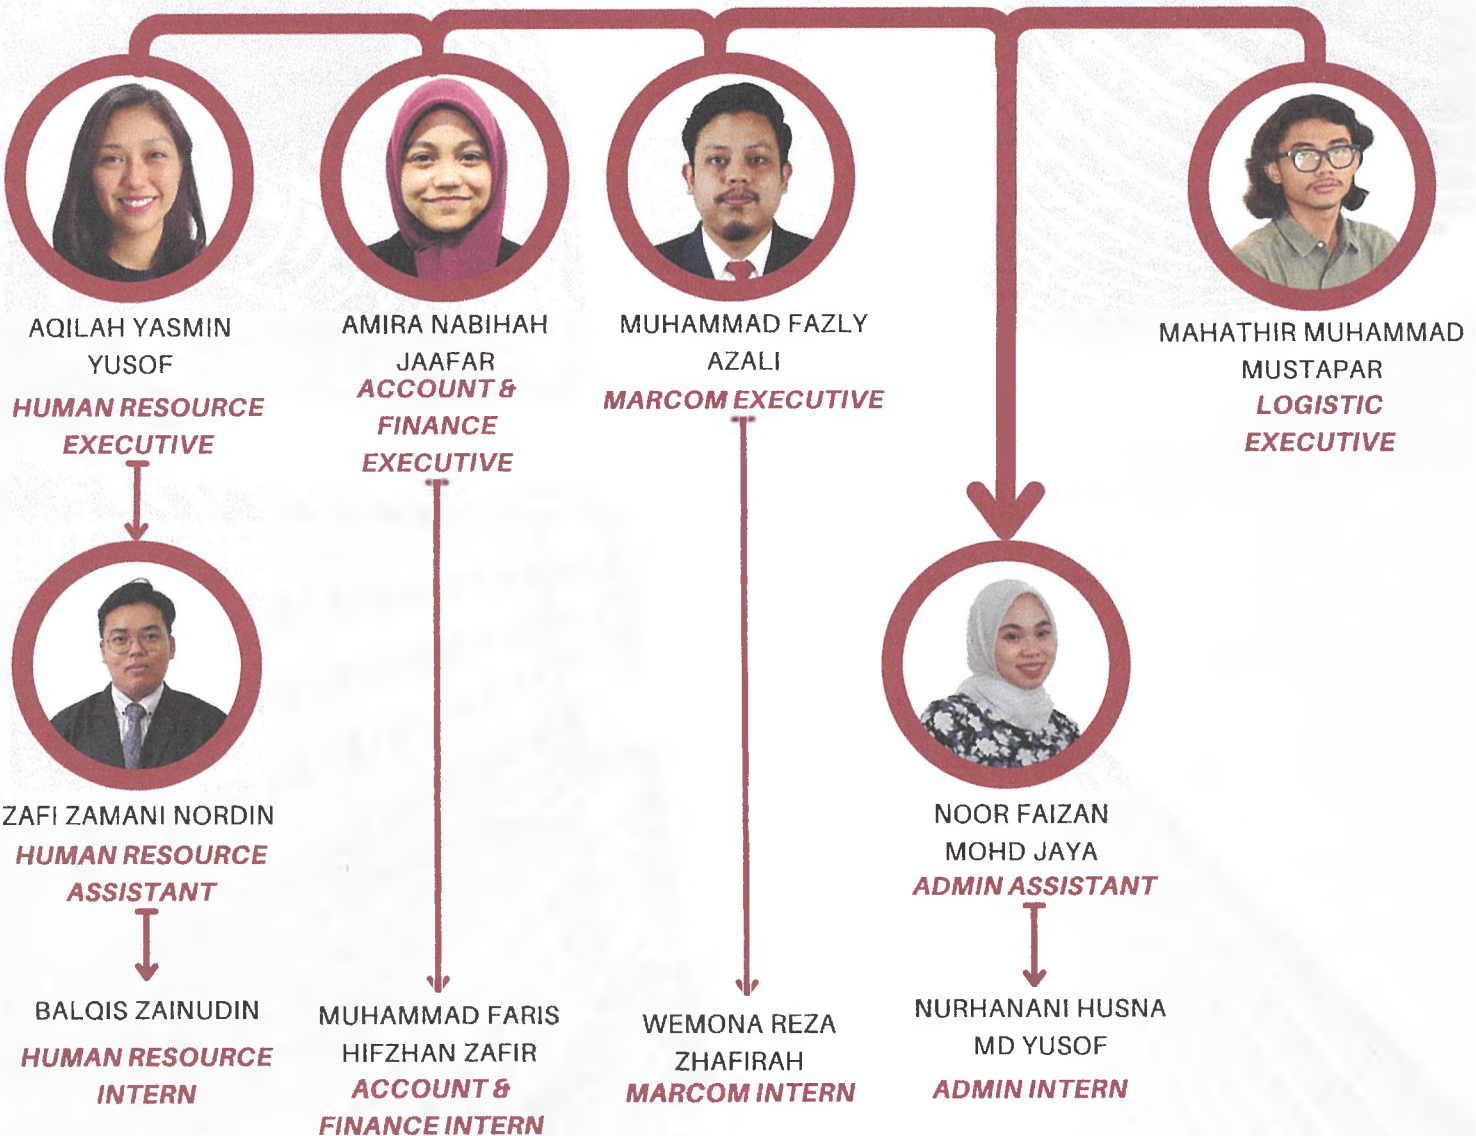 AQILAH YASMIN
YUSOF
HUMAN RESOURCE
EXECUTIVE
AMIRA NABIHAH
JAAFAR
ACCOUNT &
FINANCE
EXECUTIVE
MUHAMMAD FAZLY
AZALI
MARCOM EXECUTIVE
MAHATHIR MUHAMMAD
MUSTAPAR
LOGISTIC
EXECUTIVE
ZAFI ZAMANI NORDIN
HUMAN RESOURCE
ASSISTANT
NOOR FAIZAN
MOHD JAYA
ADMIN ASSISTANT
BALQIS ZAINUDIN
HUMAN RESOURCE
INTERN
MUHAMMAD FARIS
HIFZHAN ZAFIR
ACCOUNT &
FINANCE INTERN
WEMONA REZA
ZHAFIRAH
MARCOM INTERN
NURHANANI HUSNA
MD YUSOF
ADMIN INTERN